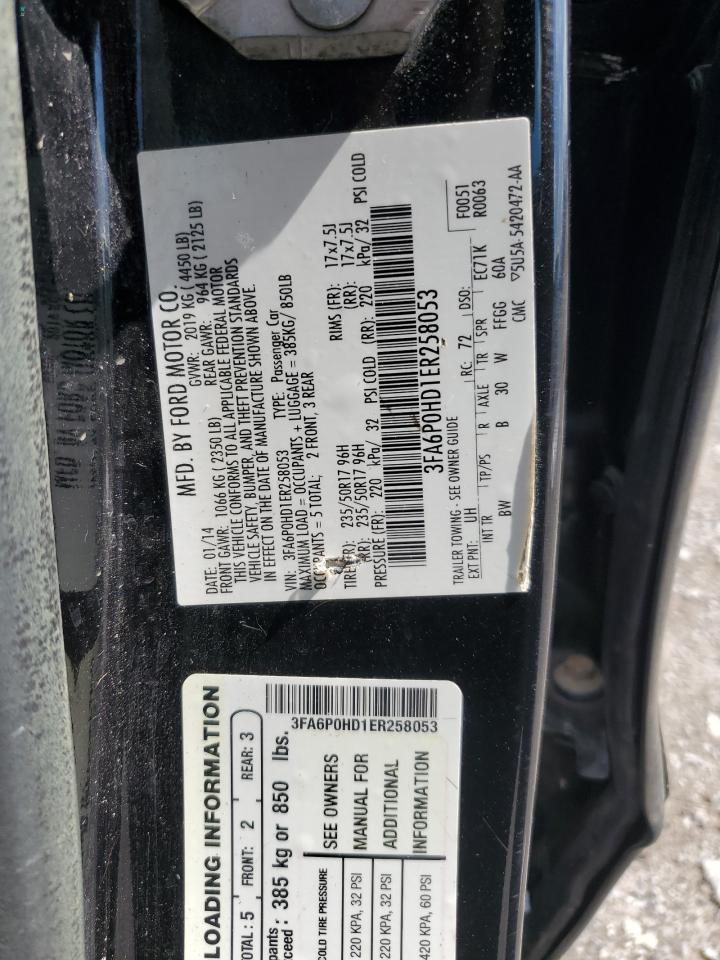 MFD. BY FORD MOTOR CO.
DATE: 01/14 GVWR: 2019 KG ( 4450 LB)
FRONT GAWR: 1066 KG ( 2350 LB) REAR GAWR: 964 KG ( 2125 LB)
THIS VEHICLE CONFORMS TO ALL APPLICABLE FEDERAL MOTOR
VEHICLE SAFETY, BUMPER, AND THEFT PREVENTION STANDARDS
IN EFFECT ON THE DATE OF MANUFACTURE SHOWN ABOVE.
VIN: 3FA6P0HD1ER258053 TYPE: Passenger Car
MAXIMUM LOAD = OCCUPANTS + LUGGAGE = 385KG/ 850LB
OCCUPANTS = 5 TOTAL: 2 FRONT, 3 REAR
TIRE (FR): 235/50R17 96H RIMS (FR): 17x7.5J
235/50R17 96H (RR): 17x7.5J
PRESSURE (FR): 220 kPa/ 32 PSI COLD (RR): 220 kPa/ 32 PSI COLD
3FA6P0HD1ER258053
TRAILER TOWING - SEE OWNER GUIDE
F0051
R0063
EXT PNT: UH RC: 72 DSO:
INT TR TP/PS R AXLE TR SPR EC71K
BW B 30 W FFGG 60A
CMC ▽5U5A-5420472-AA
LOADING INFORMATION
OTAL: 5 FRONT: 2 REAR: 3
pants
xceed : 385 kg or 850 lbs.
3FA6P0HD1ER258053
COLD TIRE PRESSURE
220 KPA, 32 PSI
220 KPA, 32 PSI
420 KPA, 60 PSI
SEE OWNERS
MANUAL FOR
ADDITIONAL
INFORMATION